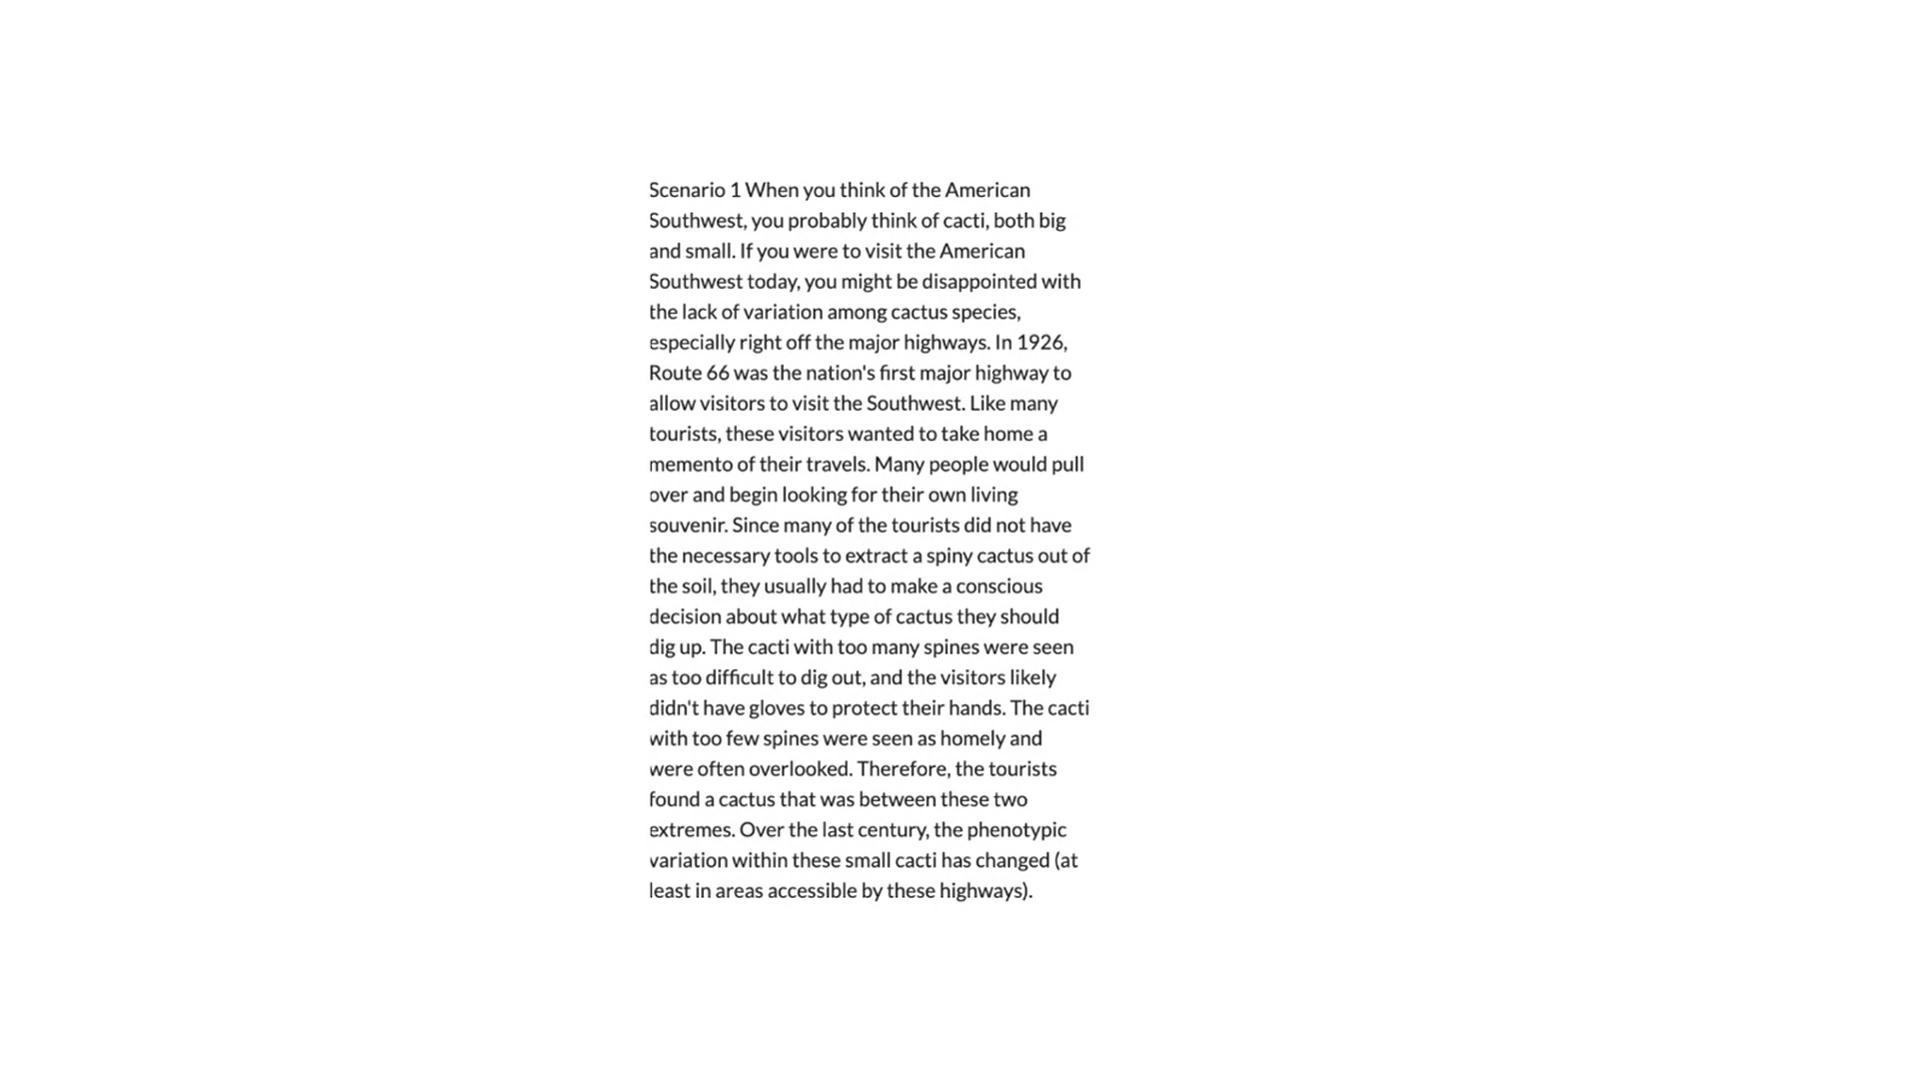 Scenario 1 When you think of the American
Southwest, you probably think of cacti, both big
and small. If you were to visit the American
Southwest today, you might be disappointed with
the lack of variation among cactus species,
especially right off the major highways. In 1926,
Route 66 was the nation's first major highway to
allow visitors to visit the Southwest. Like many
tourists, these visitors wanted to take home a
memento of their travels. Many people would pull
over and begin looking for their own living
souvenir. Since many of the tourists did not have
the necessary tools to extract a spiny cactus out of
the soil, they usually had to make a conscious
decision about what type of cactus they should
dig up. The cacti with too many spines were seen
as too difficult to dig out, and the visitors likely
didn't have gloves to protect their hands. The cacti
with too few spines were seen as homely and
were often overlooked. Therefore, the tourists
found a cactus that was between these two
extremes. Over the last century, the phenotypic
variation within these small cacti has changed (at
least in areas accessible by these highways).